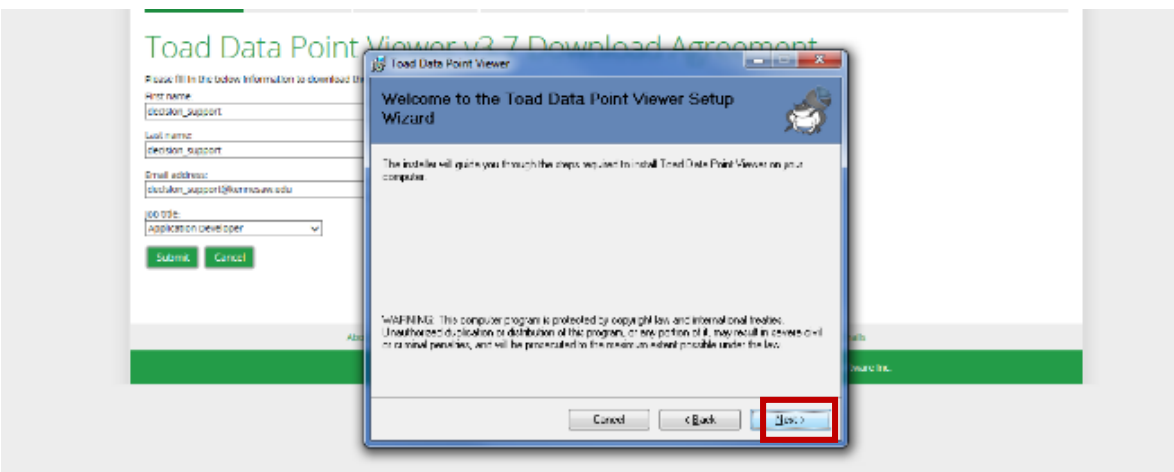 Toad Data Point Viewer v3.7 Download Agreement
Please fill in the below information to download
First name:
decision_support
Last name:
decision_support
Email address:
decision_support@kennesaw.edu
Job title:
Application Developer
Submit Cancel
Toad Data Point Viewer
Welcome to the Toad Data Point Viewer Setup
Wizard
The installer will guide you through the steps required to install Toad Data Point Viewer on your
computer.
WARNING: This computer program is protected by copyright law and international treaties.
Unauthorized duplication or distribution of this program, or any portion of it, may result in severe civil
or criminal penalties, and will be prosecuted to the maximum extent possible under the law.
Cancel < Back Next >
ware Inc.